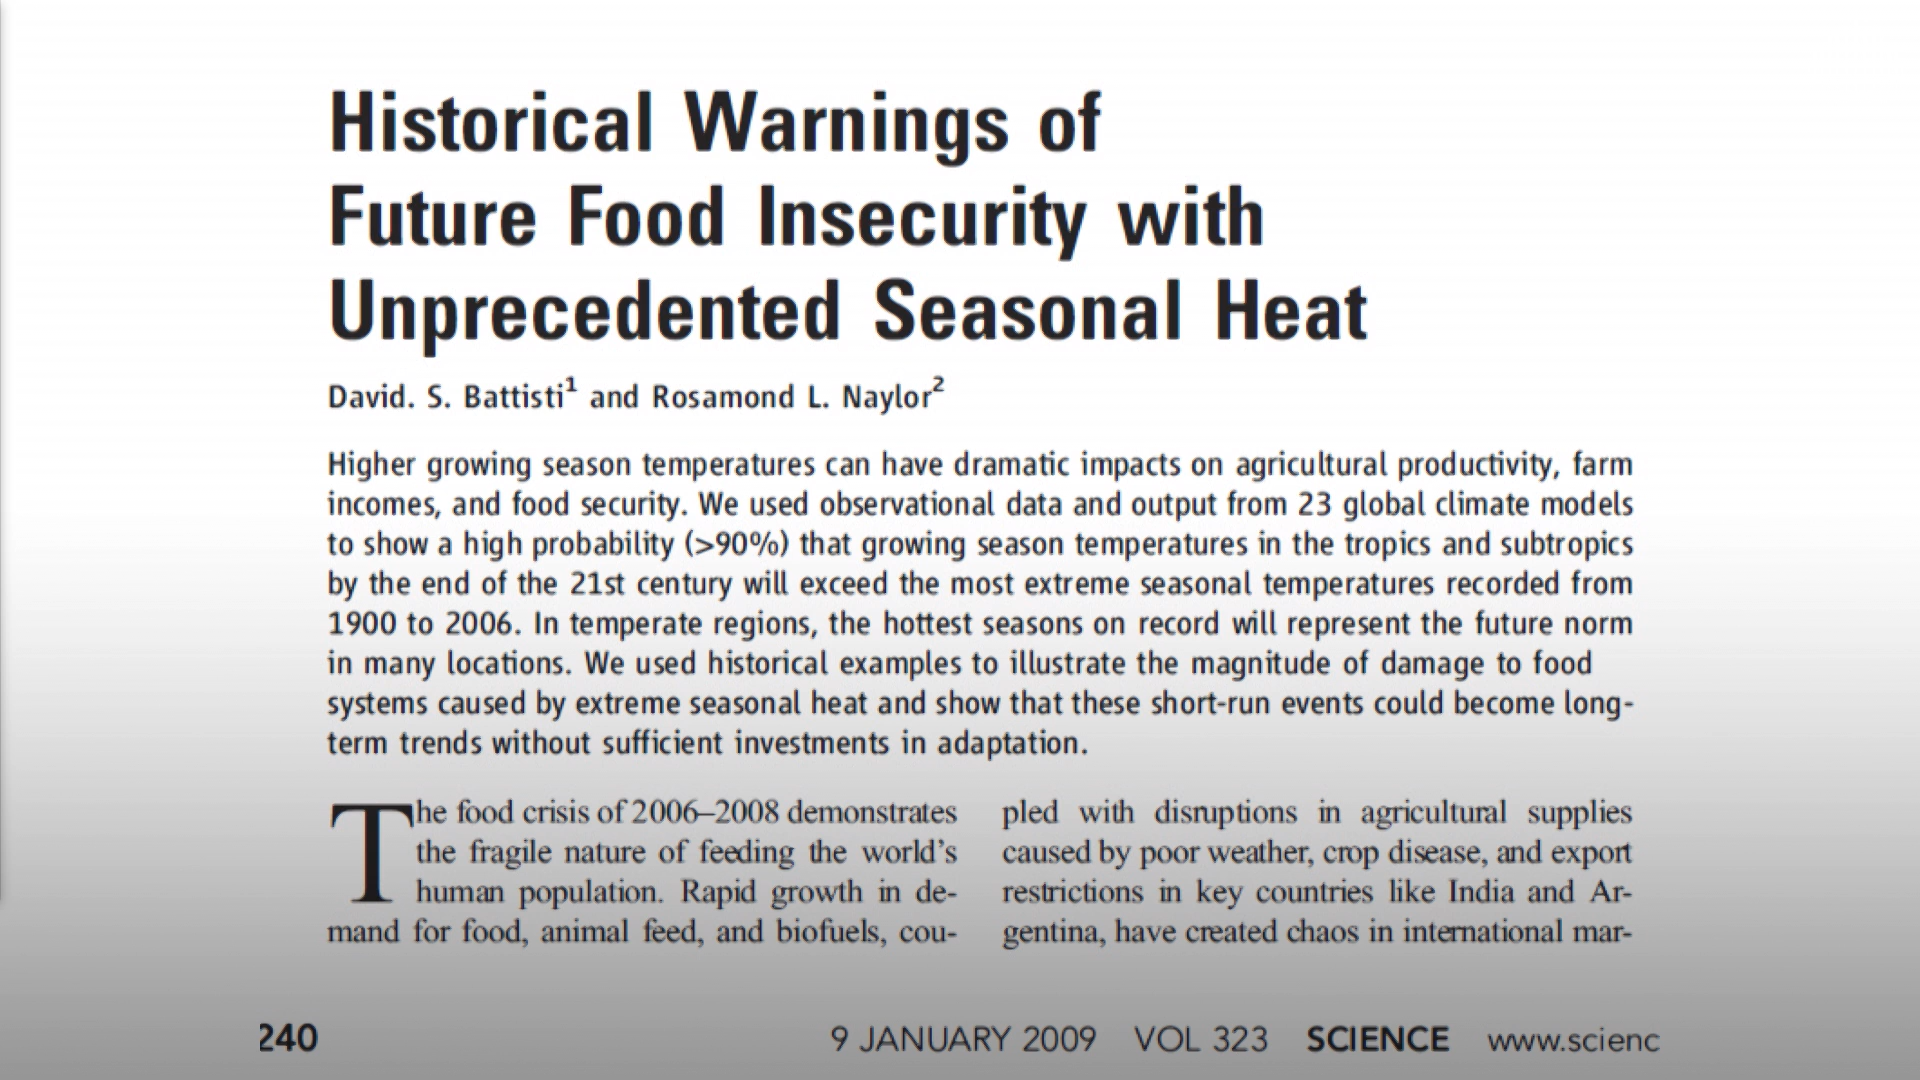 Historical Warnings of
Future Food Insecurity with
Unprecedented Seasonal Heat
David. S. Battisti¹ and Rosamond L. Naylor²
Higher growing season temperatures can have dramatic impacts on agricultural productivity, farm
incomes, and food security. We used observational data and output from 23 global climate models
to show a high probability (>90%) that growing season temperatures in the tropics and subtropics
by the end of the 21st century will exceed the most extreme seasonal temperatures recorded from
1900 to 2006. In temperate regions, the hottest seasons on record will represent the future norm
in many locations. We used historical examples to illustrate the magnitude of damage to food
systems caused by extreme seasonal heat and show that these short-run events could become long-
term trends without sufficient investments in adaptation.
The food crisis of 2006–2008 demonstrates
the fragile nature of feeding the world's
human population. Rapid growth in de-
mand for food, animal feed, and biofuels, cou-
pled with disruptions in agricultural supplies
caused by poor weather, crop disease, and export
restrictions in key countries like India and Ar-
gentina, have created chaos in international mar-
240 9 JANUARY 2009 VOL 323 SCIENCE www.scienc